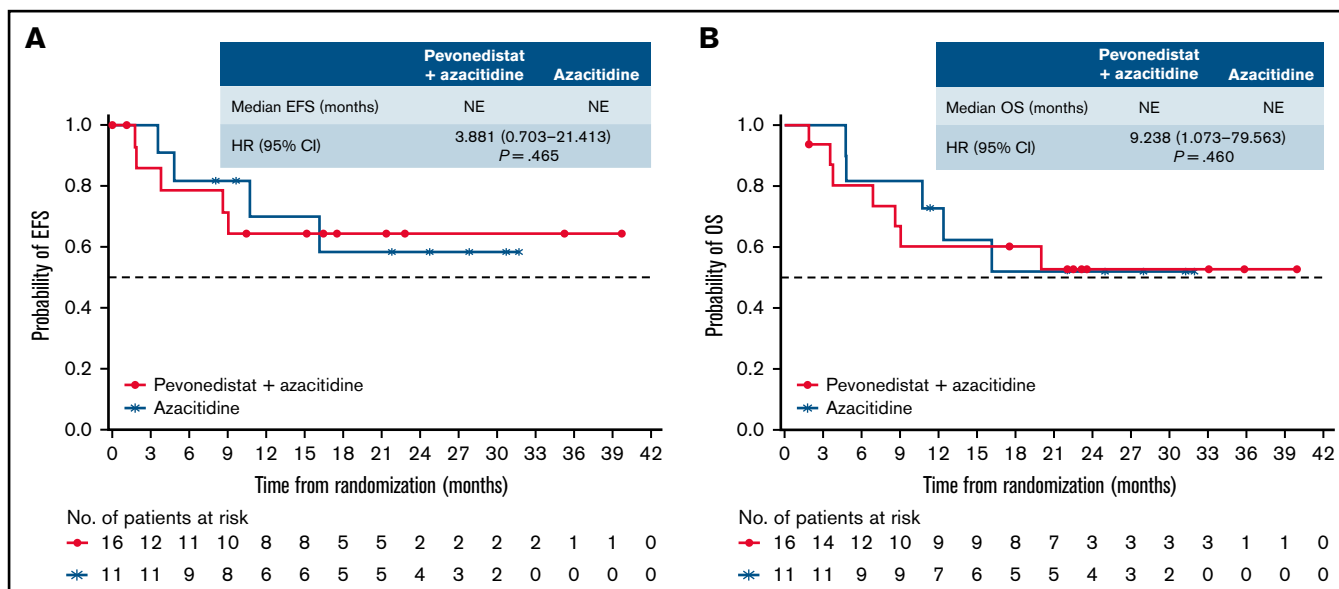 A
Pevonedistat
+ azacitidine Azacitidine
Median EFS (months) NE NE
HR (95% CI) 3.881 (0.703–21.413)
P = .465
Probability of EFS
1.0
0.8
0.6
0.4
0.2
0.0
Pevonedistat + azacitidine
Azacitidine
0 3 6 9 12 15 18 21 24 27 30 33 36 39 42
Time from randomization (months)
No. of patients at risk
16 12 11 10 8 8 5 5 2 2 2 2 1 1 0
11 11 9 8 6 6 5 5 4 3 2 0 0 0 0
B
Pevonedistat
+ azacitidine Azacitidine
Median OS (months) NE NE
HR (95% CI) 9.238 (1.073–79.563)
P = .460
Probability of OS
1.0
0.8
0.6
0.4
0.2
0.0
Pevonedistat + azacitidine
Azacitidine
0 3 6 9 12 15 18 21 24 27 30 33 36 39 42
Time from randomization (months)
No. of patients at risk
16 14 12 10 9 9 8 7 3 3 3 3 1 1 0
11 11 9 9 7 6 5 5 4 3 2 0 0 0 0